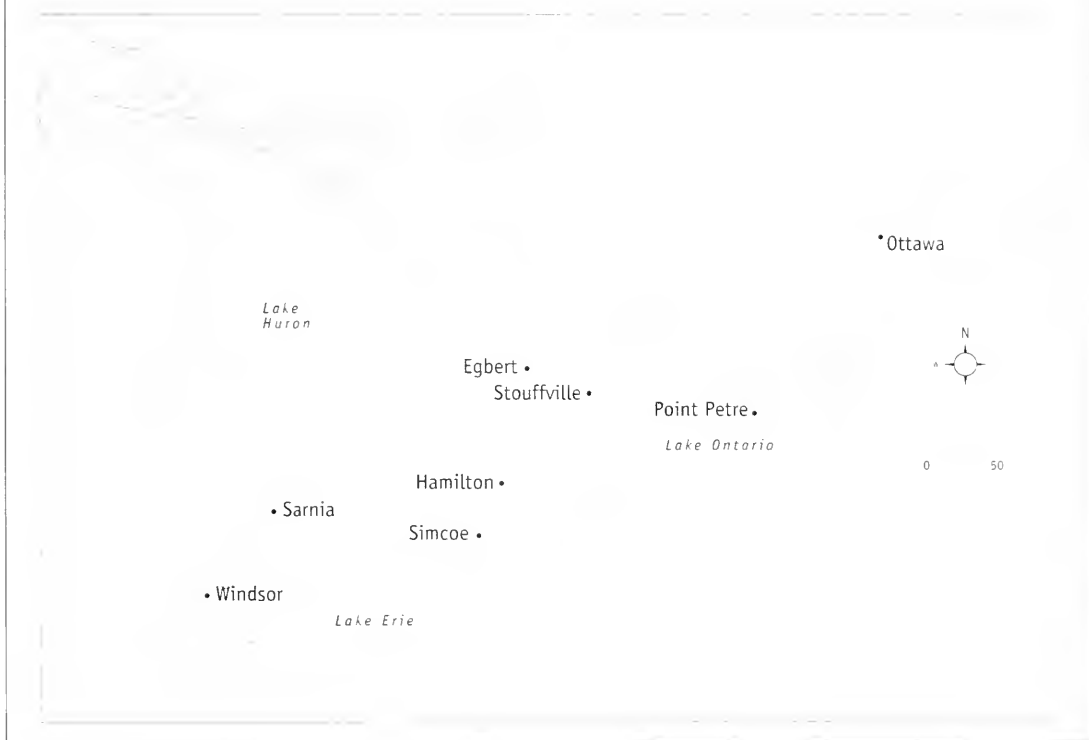 Ottawa
Lake
Huron
N
Egbert
Stouffville
Point Petre
Lake Ontario
0 50
Hamilton
Sarnia
Simcoe
Windsor
Lake Erie